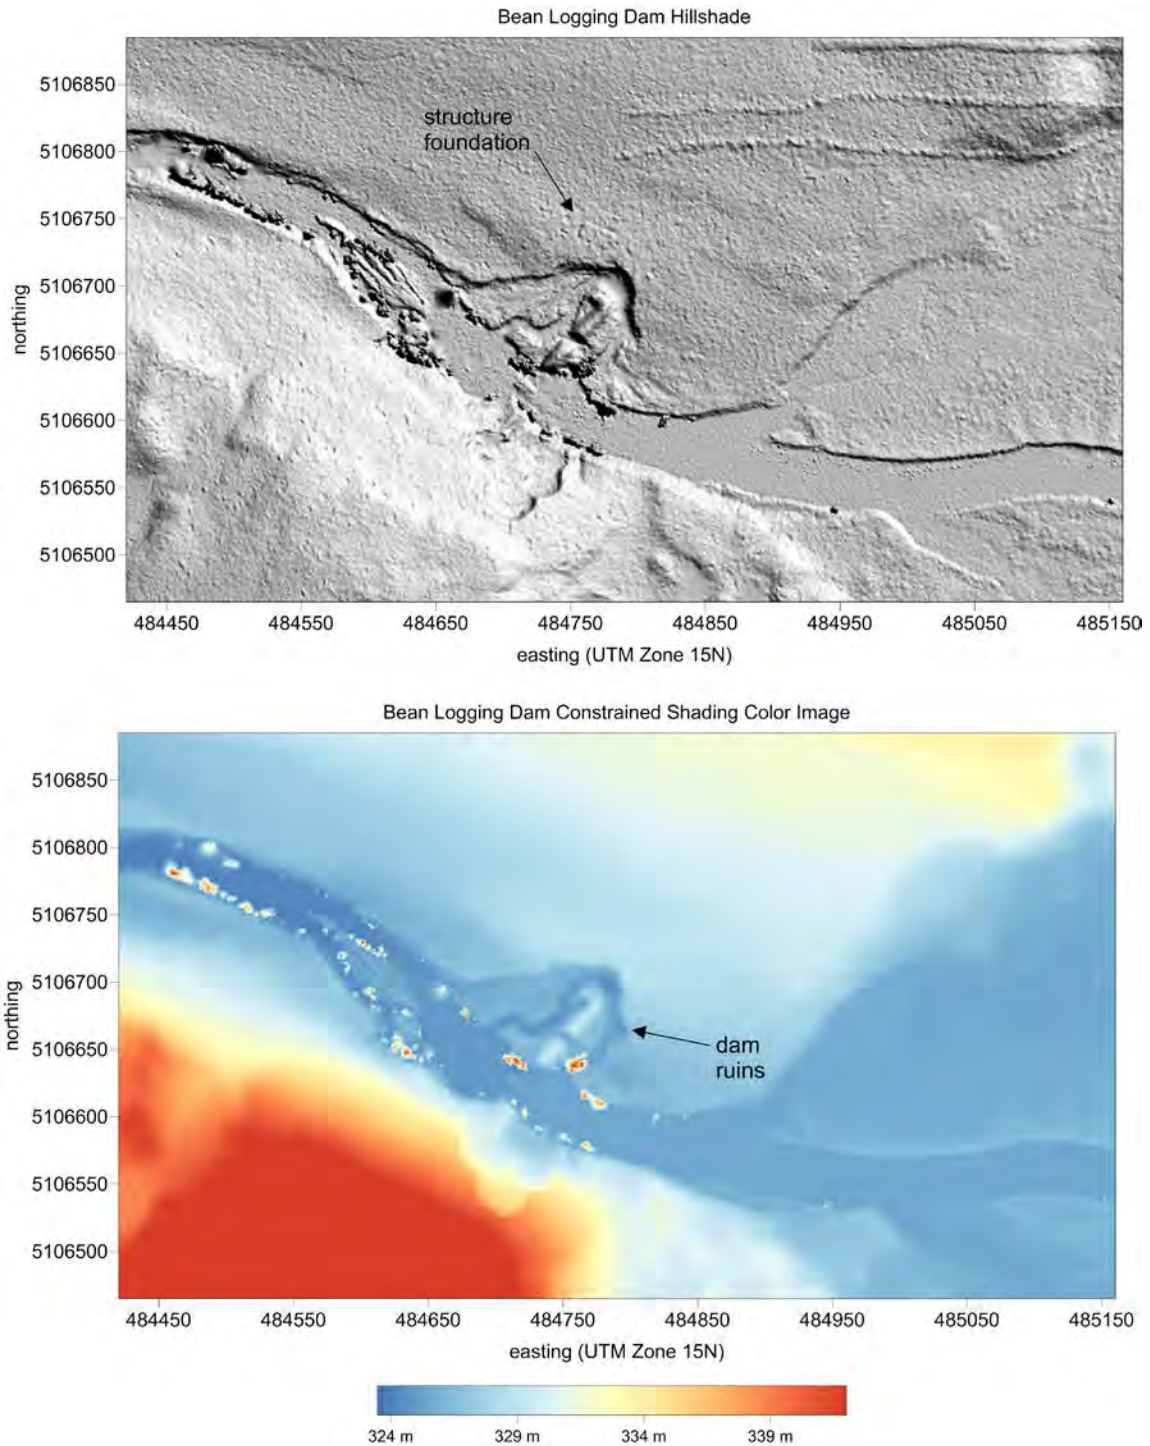 Bean Logging Dam Hillshade
structure
foundation
5106850
5106800
5106750
5106700
5106650
5106600
5106550
5106500
northing
484450 484550 484650 484750 484850 484950 485050 485150
easting (UTM Zone 15N)
Bean Logging Dam Constrained Shading Color Image
5106850
5106800
5106750
5106700
5106650
5106600
5106550
5106500
northing
dam
ruins
484450 484550 484650 484750 484850 484950 485050 485150
easting (UTM Zone 15N)
324 m 329 m 334 m 339 m